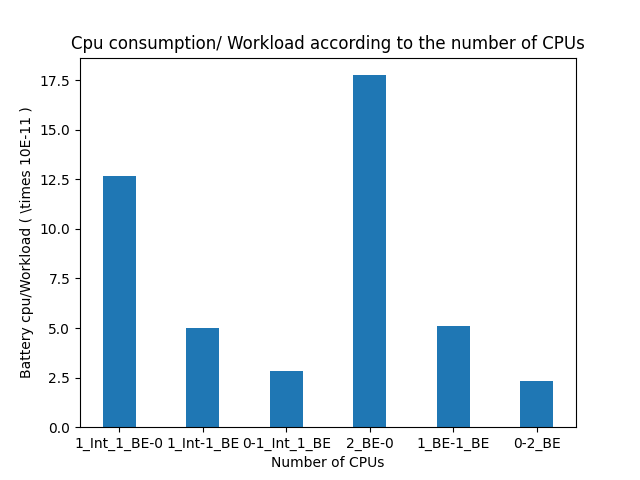 Cpu consumption/ Workload according to the number of CPUs
Battery cpu/Workload ( \times 10E-11 )
17.5
15.0
12.5
10.0
7.5
5.0
2.5
0.0
1_Int_1_BE-0 1_Int-1_BE 0-1_Int_1_BE 2_BE-0 1_BE-1_BE 0-2_BE
Number of CPUs